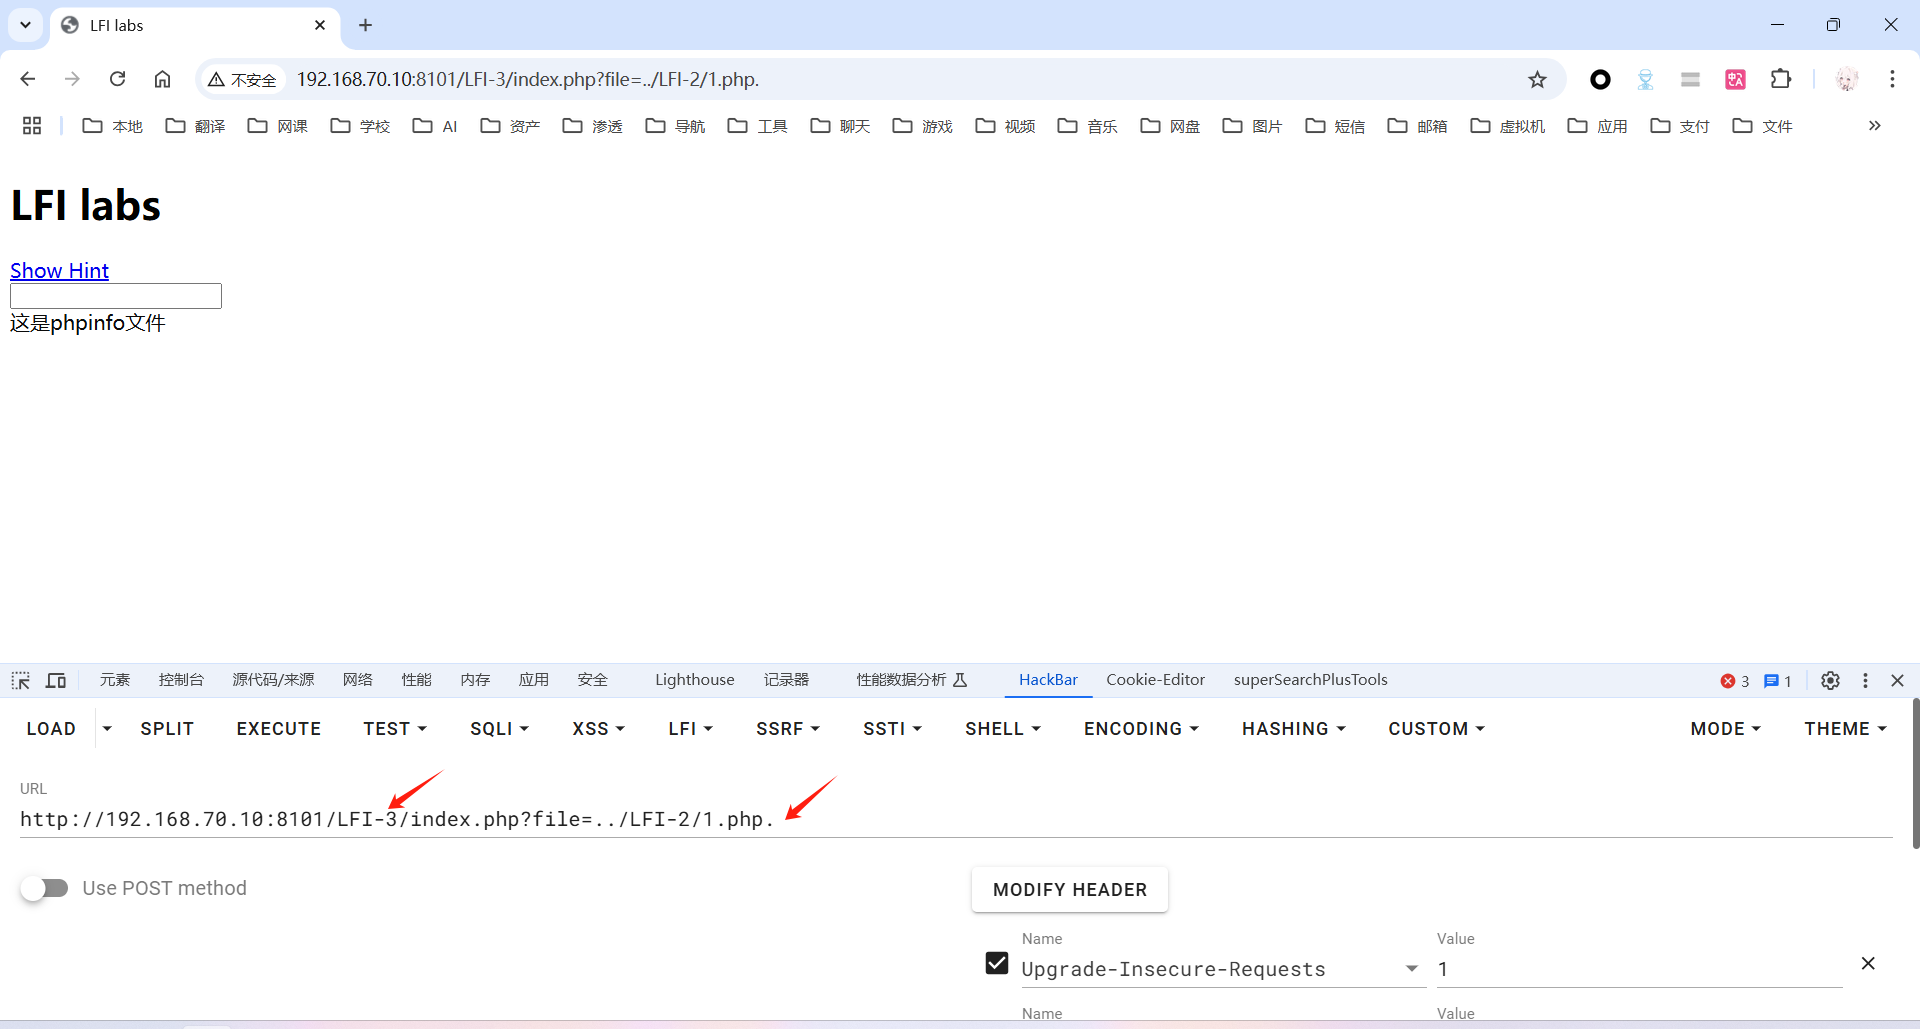 LFI labs
不安全 192.168.70.10:8101/LFI-3/index.php?file=../LFI-2/1.php.
本地 翻译 网课 学校 AI 资产 渗透 导航 工具 聊天 游戏 视频 音乐 网盘 图片 短信 邮箱 虚拟机 应用 支付 文件
LFI labs
Show Hint
这是phpinfo文件
元素 控制台 源代码/来源 网络 性能 内存 应用 安全 Lighthouse 记录器 性能数据分析 HackBar Cookie-Editor superSearchPlusTools 3 1
LOAD SPLIT EXECUTE TEST SQLI XSS LFI SSRF SSTI SHELL ENCODING HASHING CUSTOM MODE THEME
URL
http://192.168.70.10:8101/LFI-3/index.php?file=../LFI-2/1.php.
Use POST method
MODIFY HEADER
Name Value
Upgrade-Insecure-Requests 1
Name Value